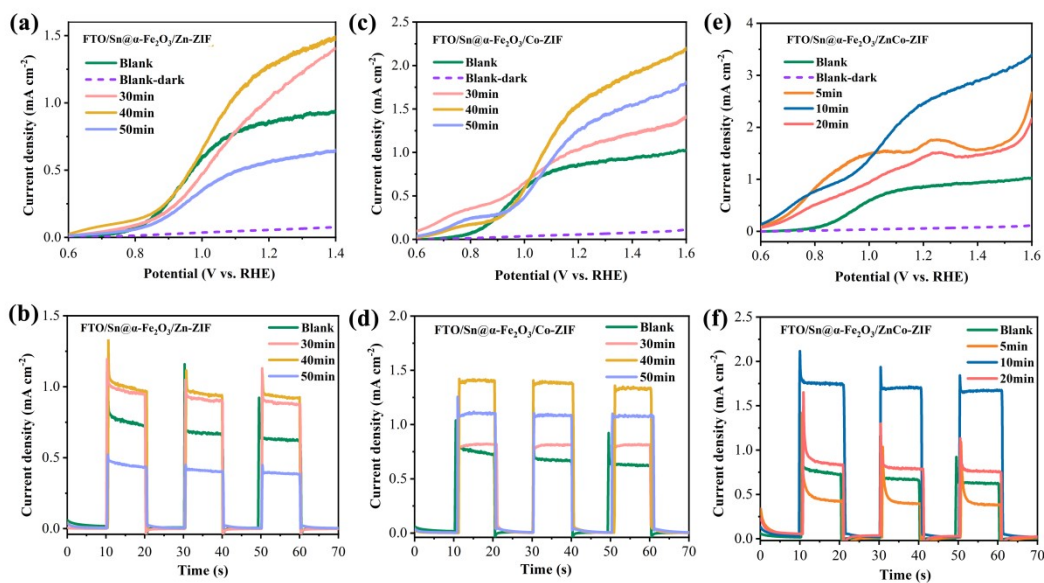 (a)
FTO/Sn@α-Fe₂O₃/Zn-ZIF
Blank
Blank-dark
30min
40min
50min
Current density (mA cm⁻²)
0.0
0.5
1.0
1.5
0.6
0.8
1.0
1.2
1.4
Potential (V vs. RHE)
(c)
FTO/Sn@α-Fe₂O₃/Co-ZIF
Blank
Blank-dark
30min
40min
50min
Current density (mA cm⁻²)
0.0
0.5
1.0
1.5
2.0
2.5
0.6
0.8
1.0
1.2
1.4
1.6
Potential (V vs. RHE)
(e)
FTO/Sn@α-Fe₂O₃/ZnCo-ZIF
Blank
Blank-dark
5min
10min
20min
Current density (mA cm⁻²)
0
1
2
3
4
0.6
0.8
1.0
1.2
1.4
1.6
Potential (V vs. RHE)
(b)
FTO/Sn@α-Fe₂O₃/Zn-ZIF
Blank
30min
40min
50min
Current density (mA cm⁻²)
0.0
0.5
1.0
1.5
0
10
20
30
40
50
60
70
Time (s)
(d)
FTO/Sn@α-Fe₂O₃/Co-ZIF
Blank
30min
40min
50min
Current density (mA cm⁻²)
0.0
0.5
1.0
1.5
2.0
0
10
20
30
40
50
60
70
Time (s)
(f)
FTO/Sn@α-Fe₂O₃/ZnCo-ZIF
Blank
5min
10min
20min
Current density (mA cm⁻²)
0.0
0.5
1.0
1.5
2.0
2.5
0
10
20
30
40
50
60
70
Time (s)